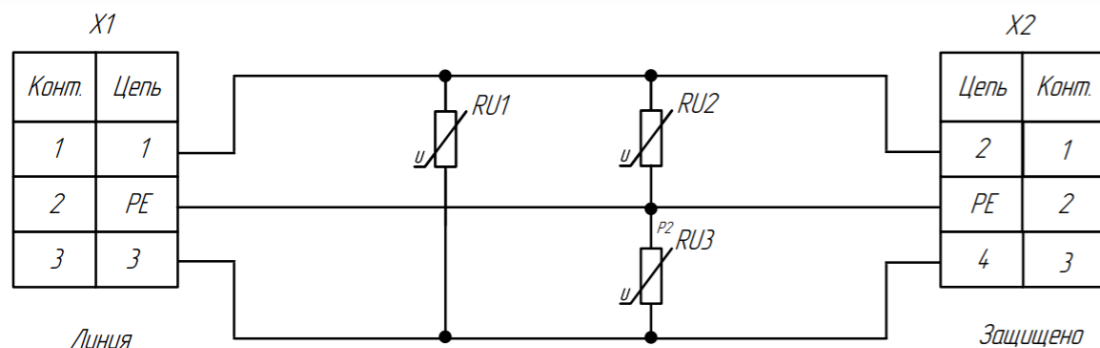 X1
X2
Конт. Цепь
1 1
2 PE
3 3
RU1
U
RU2
U
P2
RU3
U
Цепь Конт.
2 1
PE 2
4 3
Линия
Защищено